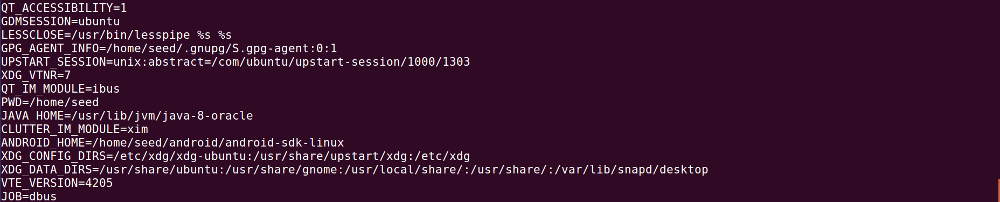 QT_ACCESSIBILITY=1
GDMSESSION=ubuntu
LESSCLOSE=/usr/bin/lesspipe %s %s
GPG_AGENT_INFO=/home/seed/.gnupg/S.gpg-agent:0:1
UPSTART_SESSION=unix:abstract=/com/ubuntu/upstart-session/1000/1303
XDG_VTNR=7
QT_IM_MODULE=ibus
PWD=/home/seed
JAVA_HOME=/usr/lib/jvm/java-8-oracle
CLUTTER_IM_MODULE=xim
ANDROID_HOME=/home/seed/android/android-sdk-linux
XDG_CONFIG_DIRS=/etc/xdg/xdg-ubuntu:/usr/share/upstart/xdg:/etc/xdg
XDG_DATA_DIRS=/usr/share/ubuntu:/usr/share/gnome:/usr/local/share/:/usr/share/:/var/lib/snapd/desktop
VTE_VERSION=4205
JOB=dbus